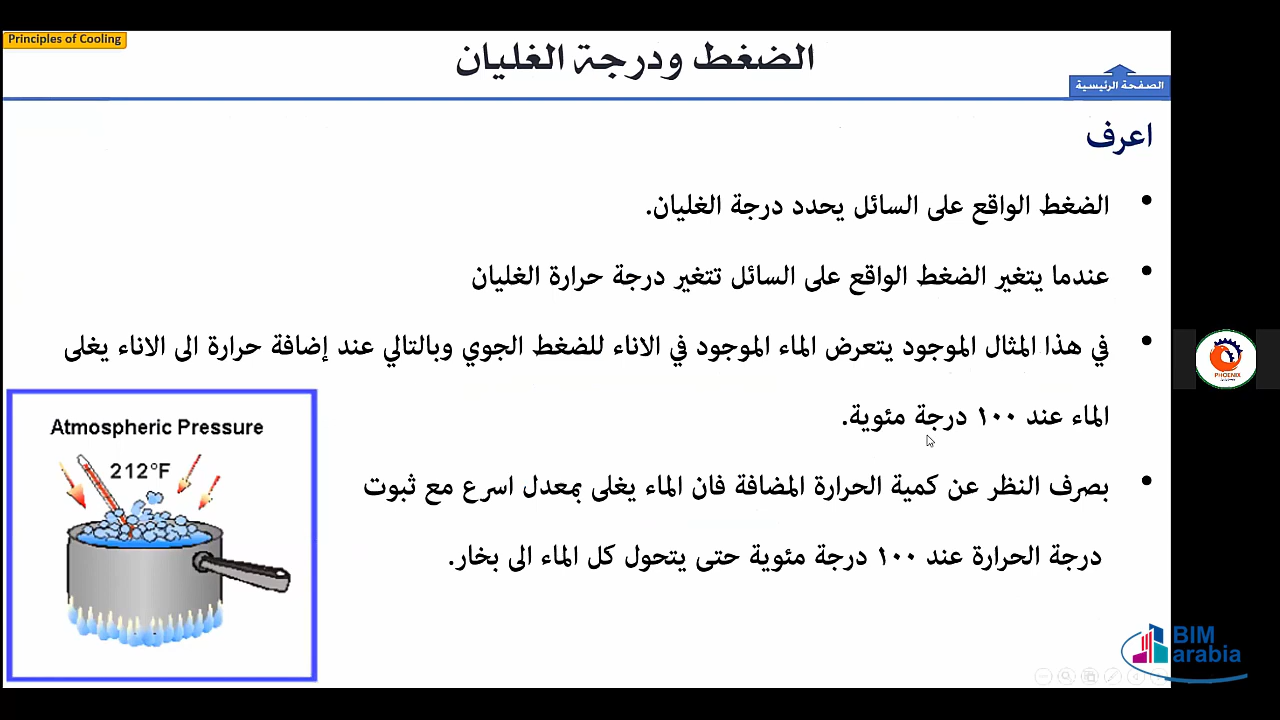 Principles of Cooling
الضغط ودرجة الغليان
الصفحة الرئيسية
اعرف
• الضغط الواقع على السائل يحدد درجة الغليان.
• عندما يتغير الضغط الواقع على السائل تتغير درجة حرارة الغليان
• في هذا المثال الموجود يتعرض الماء الموجود في الاناء للضغط الجوي وبالتالي عند إضافة حرارة الى الاناء يغلى
الماء عند ١٠٠ درجة مئوية.
• بصرف النظر عن كمية الحرارة المضافة فان الماء يغلى بمعدل اسرع مع ثبوت
درجة الحرارة عند ١٠٠ درجة مئوية حتى يتحول كل الماء الى بخار.
Atmospheric Pressure
212°F
PHOENIX
BIM
arabia